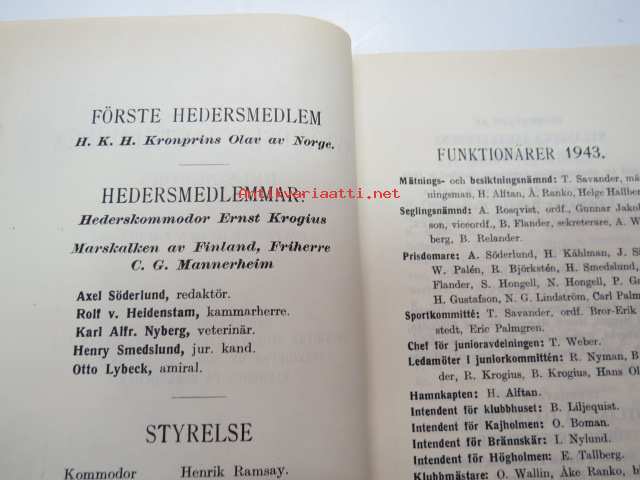 FÖRSTE HEDERSMEDLEM
H. K. H. Kronprins Olav av Norge.
HEDERSMEDLEMMAR:
Hederskommodor Ernst Krogius
Marskalken av Finland, Friherre
C. G. Mannerheim
Axel Söderlund, redaktör.
Rolf v. Heidenstam, kammarherre.
Karl Alfr. Nyberg, veterinär.
Henry Smedslund, jur. kand.
Otto Lybeck, amiral.
STYRELSE
Kommodor Henrik Ramsay.
Antikvariaatti.net
FUNKTIONÄRER 1943.
Mätnings- och besiktningsnämnd: T. Savander,
ningsman, H. Alftan, Å. Ranko, Helge Hallber
Seglingsnämnd: A. Rosqvist, ordf., Gunnar Jakob
son, viceordf., B. Flander, sekreterare, A. W
berg, B. Relander.
Prisdomare: A. Söderlund, H. Kählman, J.
W. Palén, R. Björkstén, H. Smedslund,
Flander, S. Hongell, N. Hongell, P. G
H. Gustafson, N. G. Lindström, Carl Palm
Sportkommitté: T. Savander, ordf. Bror-Erik
stedt, Eric Palmgren.
Chef för junioravdelningen: T. Weber.
Ledamöter i juniorkommittén: R. Nyman, B.
der, R. Krogius, B. Krogius, Hans Ol
Hamnkapten: H. Alftan.
Intendent för klubbhuset: B. Liljequist.
Intendent för Kajholmen: O. Boman.
Intendent för Brännskär: I. Nylund.
Intendent för Högholmen: E. Tallberg.
Klubbmästare: O. Wallin, Åke Ranko,